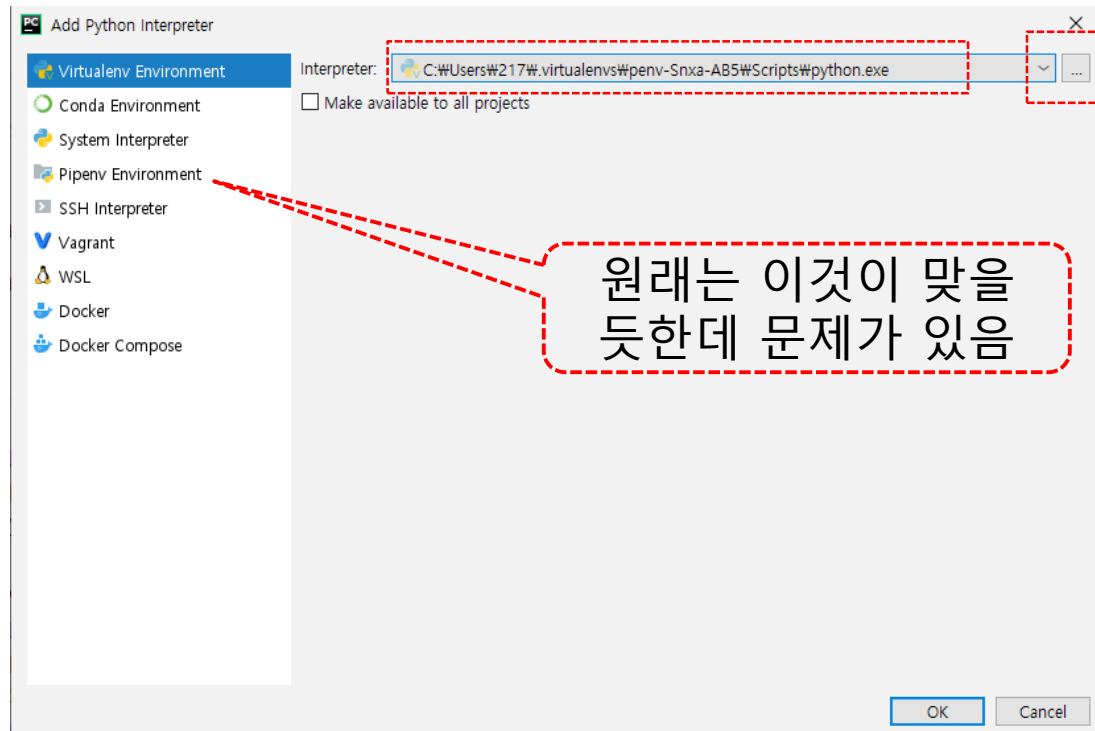 PC
Add Python Interpreter
Virtualenv Environment
Conda Environment
System Interpreter
Pipenv Environment
SSH Interpreter
Vagrant
WSL
Docker
Docker Compose
Interpreter: C:₩Users₩217₩.virtualenvs₩penv-Snxa-AB5₩Scripts₩python.exe ...
Make available to all projects
원래는 이것이 맞을
듯한데 문제가 있음
OK Cancel